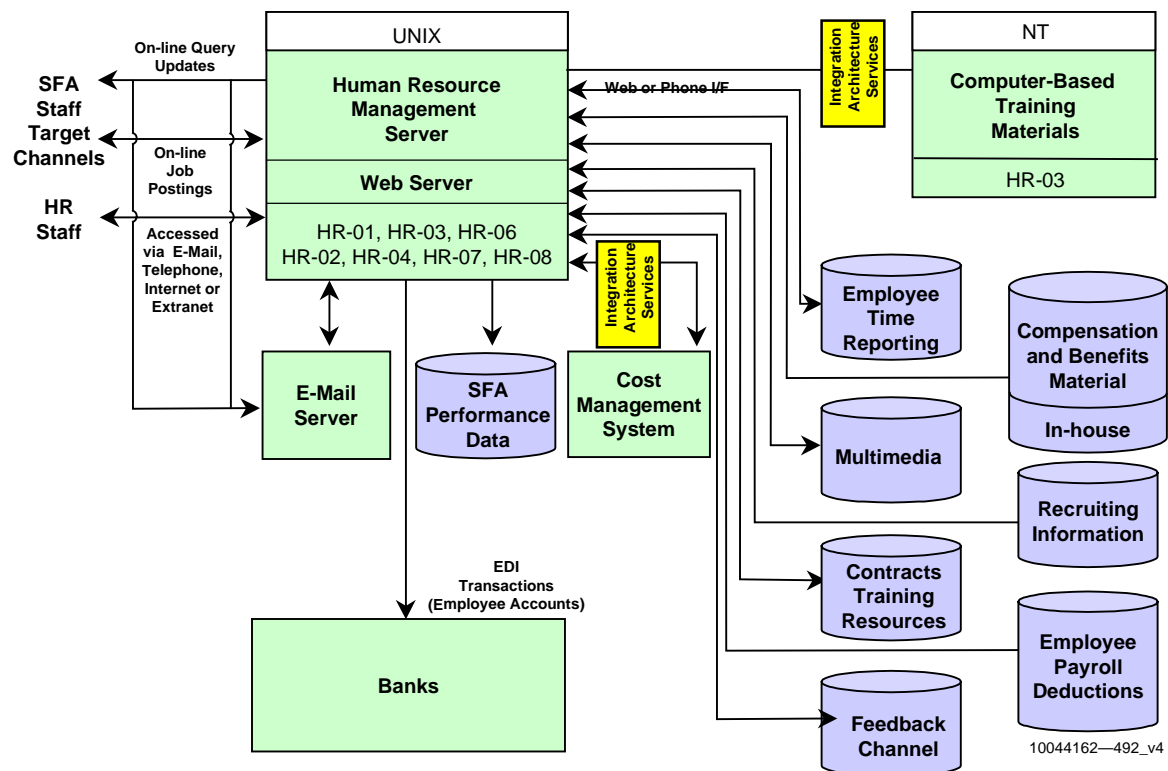 UNIX
NT
On-line Query
Updates
SFA
Staff
Target
Channels
On-line
Job
Postings
HR
Staff
Accessed
via E-Mail,
Telephone,
Internet or
Extranet
Human Resource
Management
Server
Web Server
HR-01, HR-03, HR-06
HR-02, HR-04, HR-07, HR-08
Web or Phone I/F
Integration
Architecture
Services
Computer-Based
Training
Materials
HR-03
Integration
Architecture
Services
E-Mail
Server
SFA
Performance
Data
Cost
Management
System
Employee
Time
Reporting
Compensation
and Benefits
Material
In-house
Multimedia
Recruiting
Information
Contracts
Training
Resources
Employee
Payroll
Deductions
Feedback
Channel
EDI
Transactions
(Employee Accounts)
Banks
10044162—492_v4